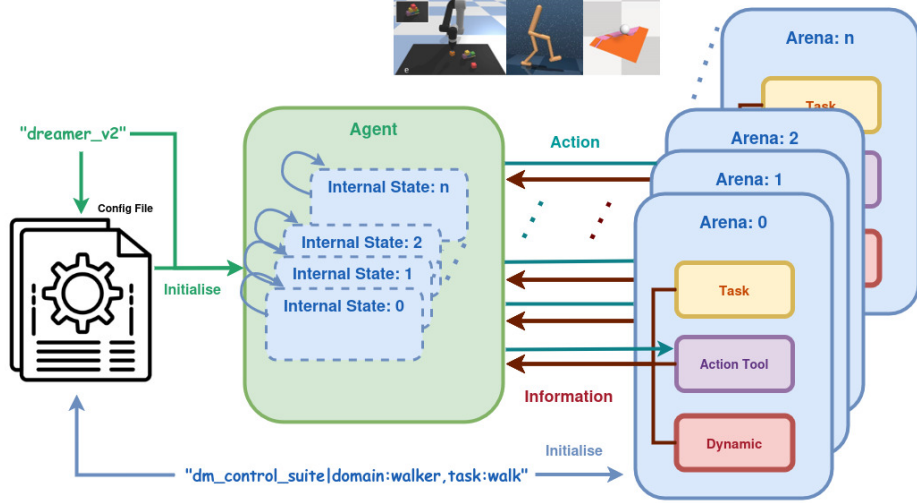 Arena: n
Task
"dreamer_v2"
Agent
Action
Arena: 2
Arena: 1
Arena: 0
Internal State: n
Config File
Internal State: 2
Internal State: 1
Internal State: 0
Initialise
Task
Action Tool
Information
Dynamic
Initialise
"dm_control_suite|domain:walker,task:walk"